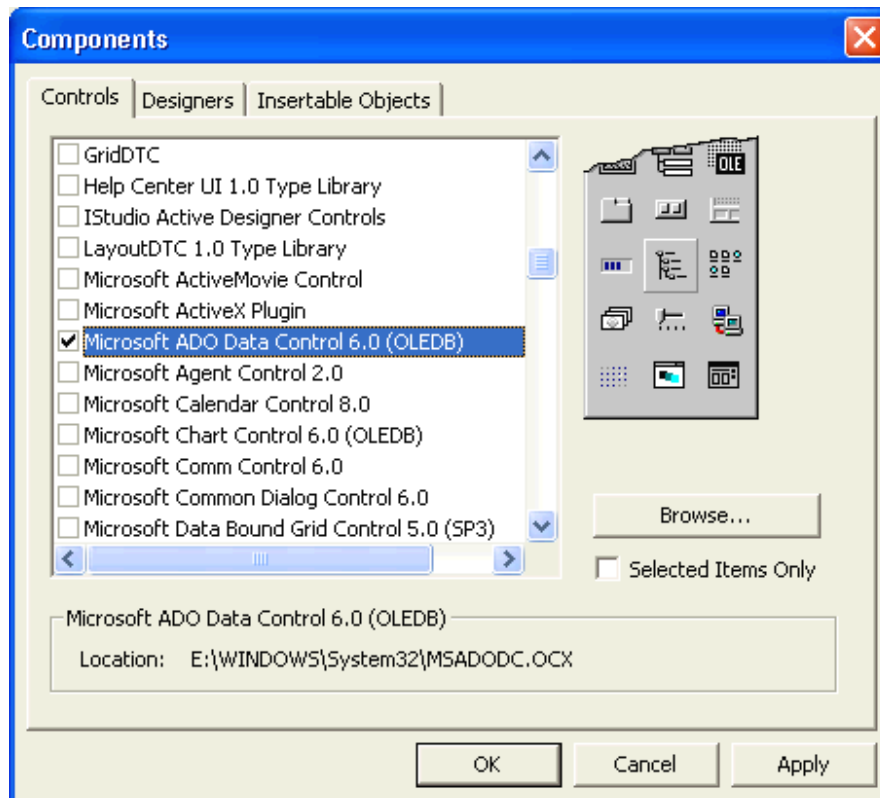 Components
Controls Designers Insertable Objects
GridDTC
Help Center UI 1.0 Type Library
IStudio Active Designer Controls
LayoutDTC 1.0 Type Library
Microsoft ActiveMovie Control
Microsoft ActiveX Plugin
Microsoft ADO Data Control 6.0 (OLEDB)
Microsoft Agent Control 2.0
Microsoft Calendar Control 8.0
Microsoft Chart Control 6.0 (OLEDB)
Microsoft Comm Control 6.0
Microsoft Common Dialog Control 6.0
Microsoft Data Bound Grid Control 5.0 (SP3)
OLE
Browse...
Selected Items Only
Microsoft ADO Data Control 6.0 (OLEDB)
Location: E:\WINDOWS\System32\MSADODC.OCX
OK Cancel Apply